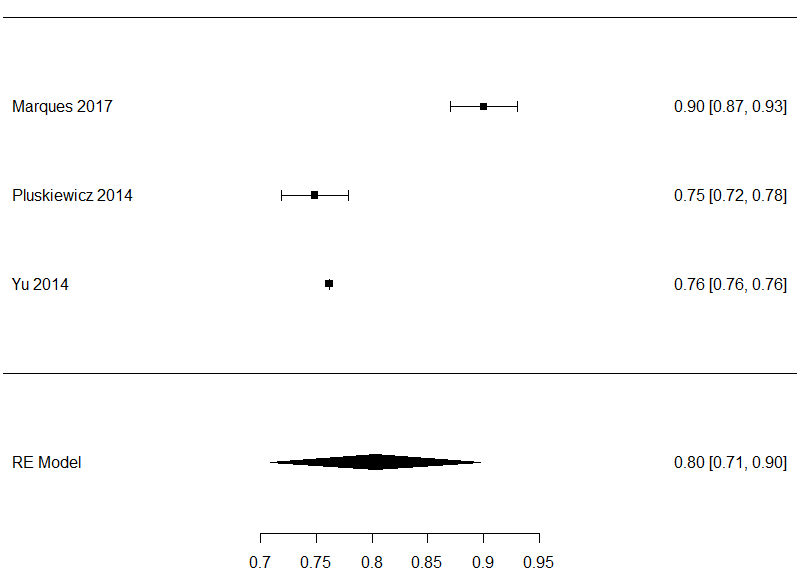 Marques 2017 0.90 [0.87, 0.93]
Pluskiewicz 2014 0.75 [0.72, 0.78]
Yu 2014 0.76 [0.76, 0.76]
RE Model 0.80 [0.71, 0.90]
0.7 0.75 0.8 0.85 0.9 0.95